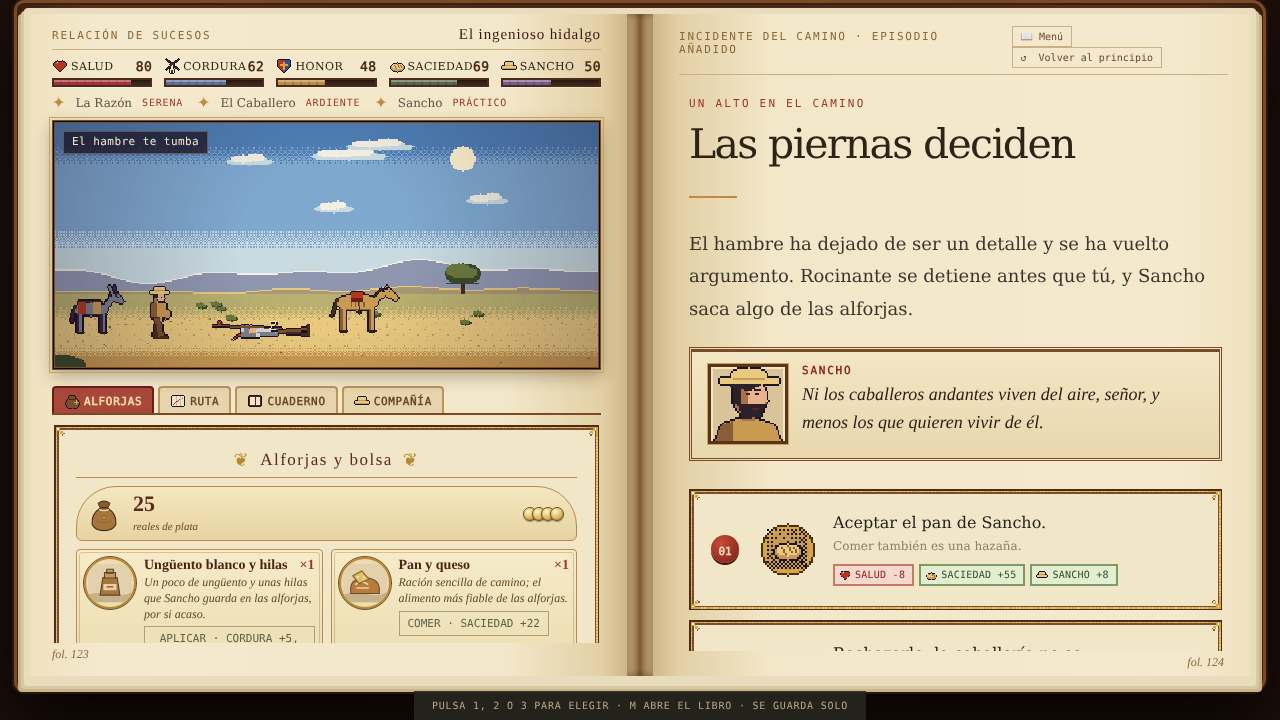 RELACIÓN DE SUCESOS
El ingenioso hidalgo
SALUD 80
CORDURA 62
HONOR 48
SACIEDAD 69
SANCHO 50
La Razón SERENA
El Caballero ARDIENTE
Sancho PRÁCTICO
El hambre te tumba
ALFORJAS
RUTA
CUADERNO
COMPAÑÍA
Alforjas y bolsa
25
reales de plata
Ungüento blanco y hilas ×1
Un poco de ungüento y unas hilas
que Sancho guarda en las alforjas,
por si acaso.
APLICAR · CORDURA +5,
Pan y queso ×1
Ración sencilla de camino; el
alimento más fiable de las alforjas.
COMER · SACIEDAD +22
fol. 123
INCIDENTE DEL CAMINO · EPISODIO
AÑADIDO
Menú
↺ Volver al principio
UN ALTO EN EL CAMINO
Las piernas deciden
El hambre ha dejado de ser un detalle y se ha vuelto
argumento. Rocinante se detiene antes que tú, y Sancho
saca algo de las alforjas.
SANCHO
Ni los caballeros andantes viven del aire, señor, y
menos los que quieren vivir de él.
01
Aceptar el pan de Sancho.
Comer también es una hazaña.
SALUD -8
SACIEDAD +55
SANCHO +8
fol. 124
PULSA 1, 2 O 3 PARA ELEGIR · M ABRE EL LIBRO · SE GUARDA SOLO